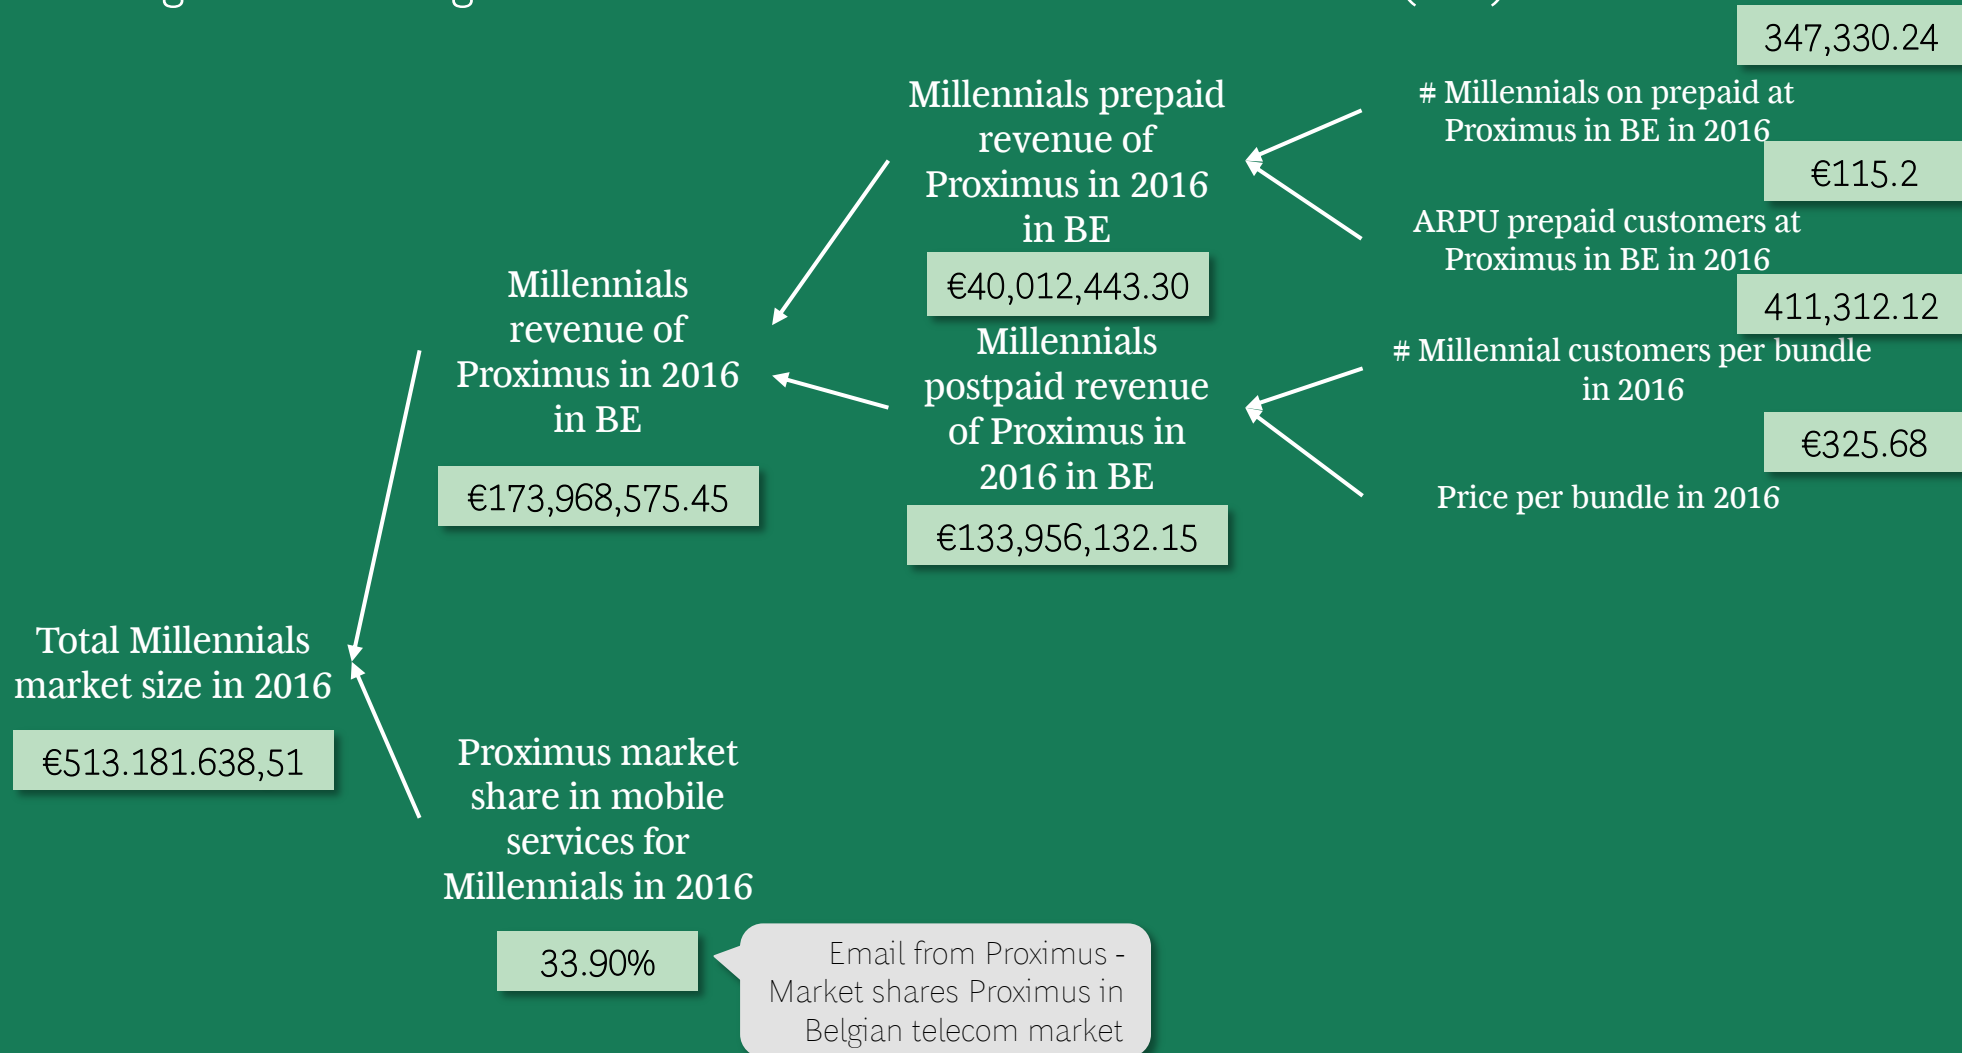 347,330.24
Millennials prepaid
revenue of
Proximus in 2016
in BE
€40,012,443.30
# Millennials on prepaid at
Proximus in BE in 2016
€115.2
ARPU prepaid customers at
Proximus in BE in 2016
411,312.12
Millennials
revenue of
Proximus in 2016
in BE
€173,968,575.45
Millennials
postpaid revenue
of Proximus in
2016 in BE
€133,956,132.15
# Millennial customers per bundle
in 2016
€325.68
Price per bundle in 2016
Total Millennials
market size in 2016
€513.181.638,51
Proximus market
share in mobile
services for
Millennials in 2016
33.90%
Email from Proximus -
Market shares Proximus in
Belgian telecom market